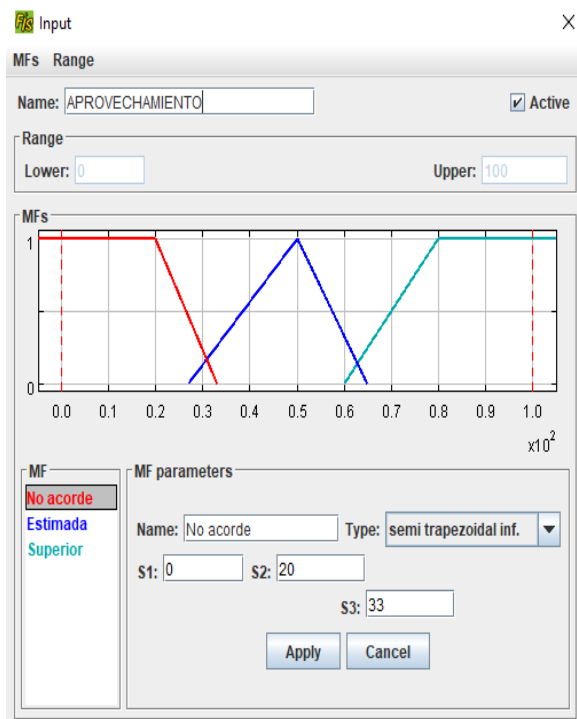 Fis Input
MFs Range
Name: APROVECHAMIENTO Active
Range
Lower: 0 Upper: 100
MFs
1
0
0.0 0.1 0.2 0.3 0.4 0.5 0.6 0.7 0.8 0.9 1.0
x10²
MF
No acorde
Estimada
Superior
MF parameters
Name: No acorde Type: semi trapezoidal inf.
S1: 0 S2: 20
S3: 33
Apply Cancel